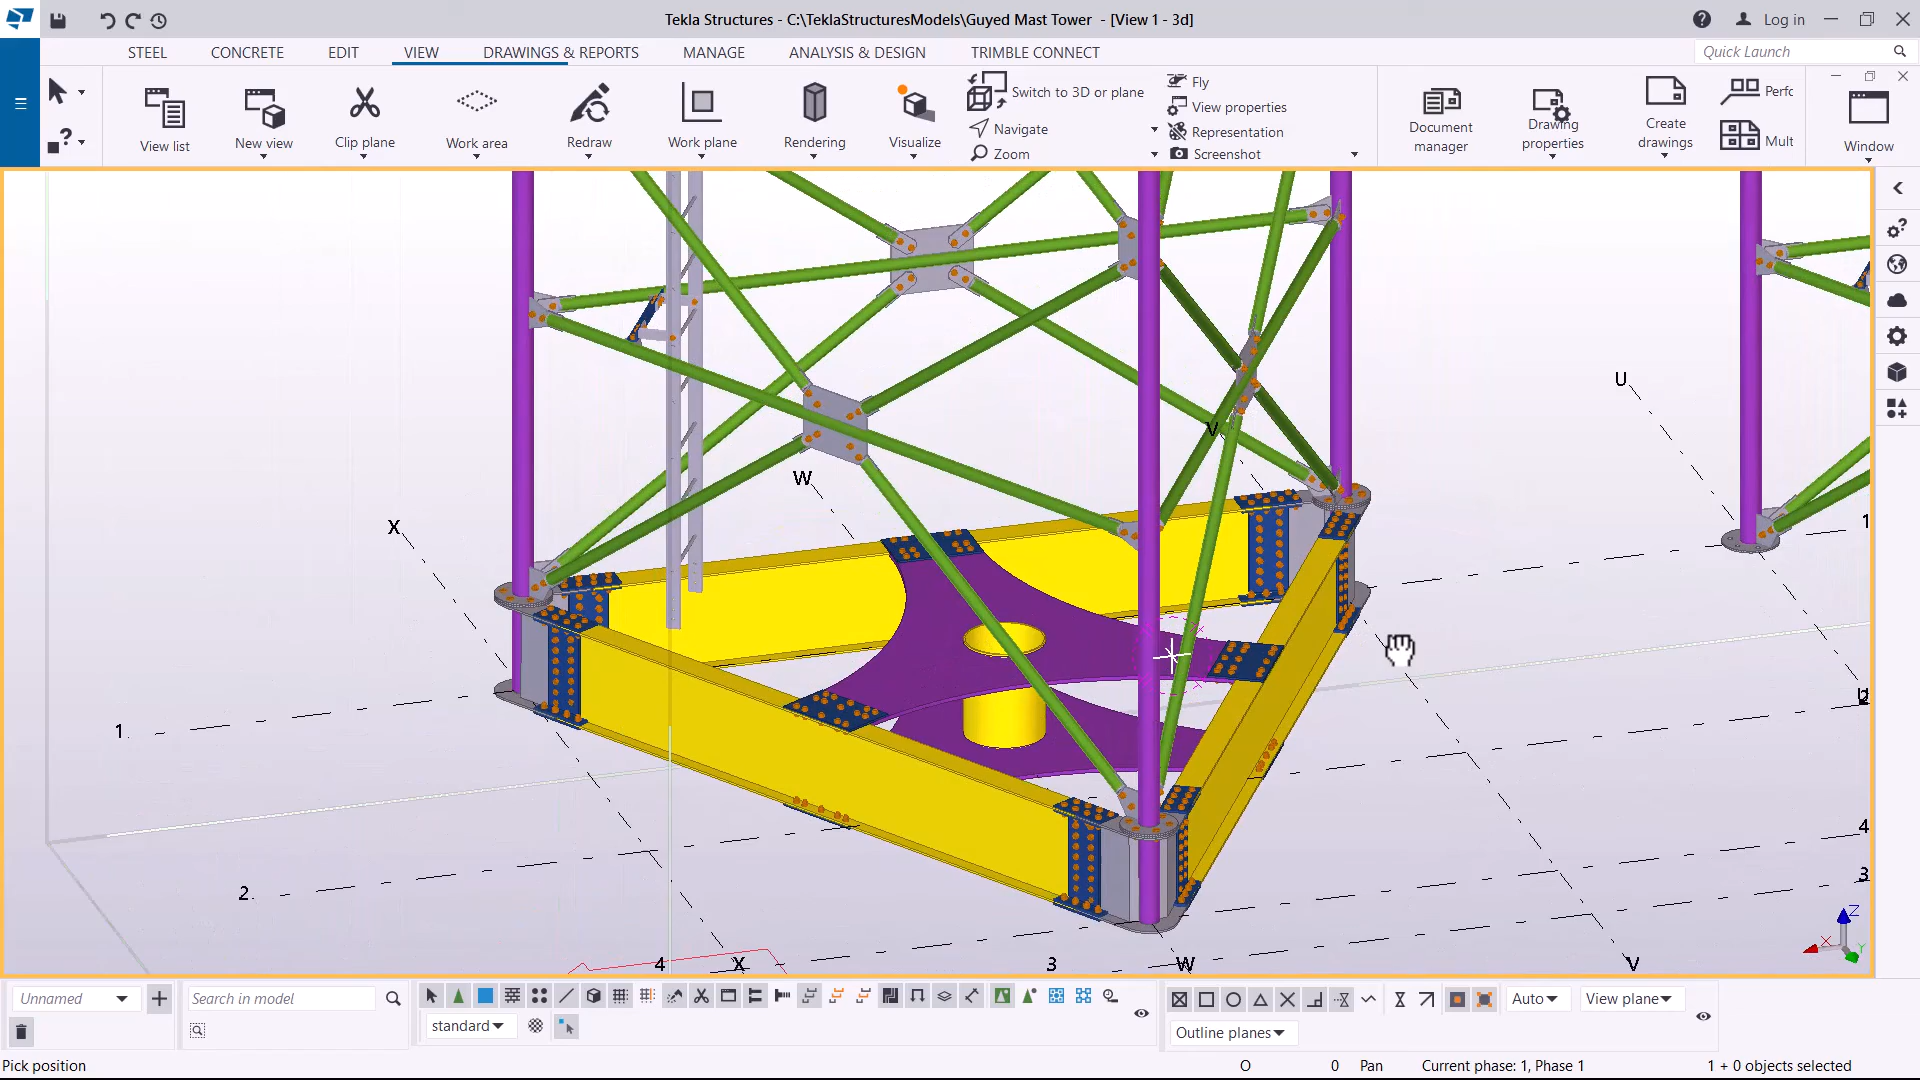 Tekla Structures - C:\TeklaStructuresModels\Guyed Mast Tower - [View 1 - 3d]
Log in
STEEL CONCRETE EDIT VIEW DRAWINGS & REPORTS MANAGE ANALYSIS & DESIGN TRIMBLE CONNECT
Quick Launch
View list
New view
Clip plane
Work area
Redraw
Work plane
Rendering
Visualize
Switch to 3D or plane
Navigate
Zoom
Fly
View properties
Representation
Screenshot
Document manager
Drawing properties
Create drawings
Perfc
Mult
Window
U
V
W
X
1
1
2
2
4
3
4
X
3
W
V
Z
X
Y
Unnamed
Search in model
standard
Auto
View plane
Outline planes
Pick position
O
0
Pan
Current phase: 1, Phase 1
1 + 0 objects selected